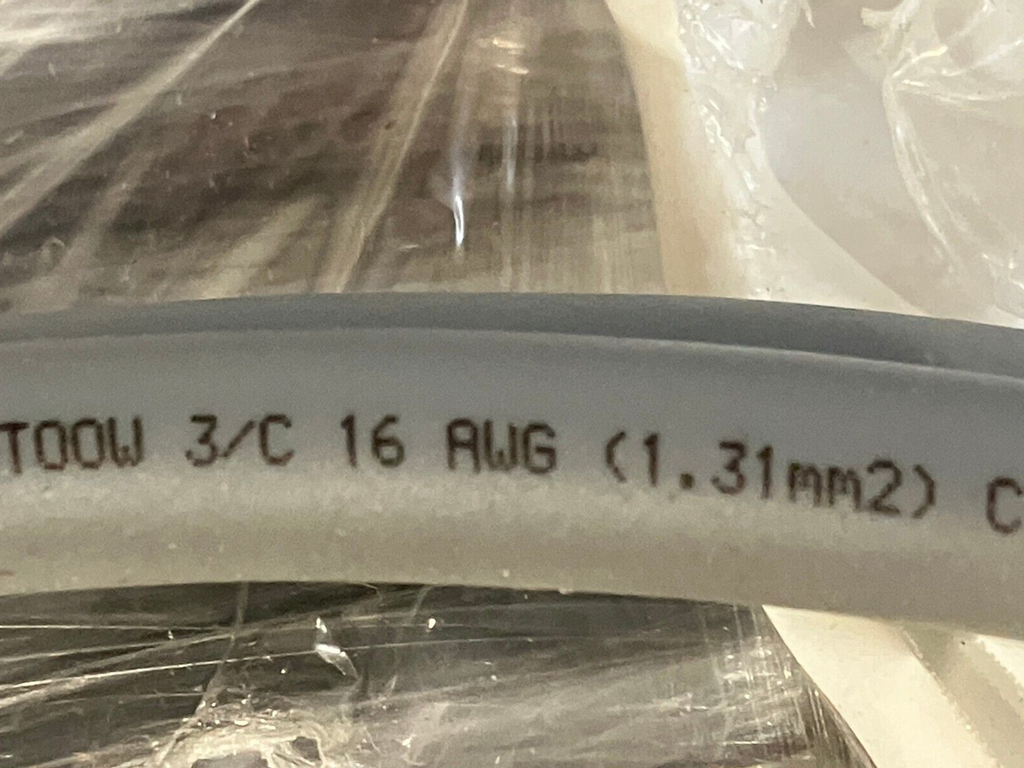 TOOW 3/C 16 AWG (1.31mm2) C